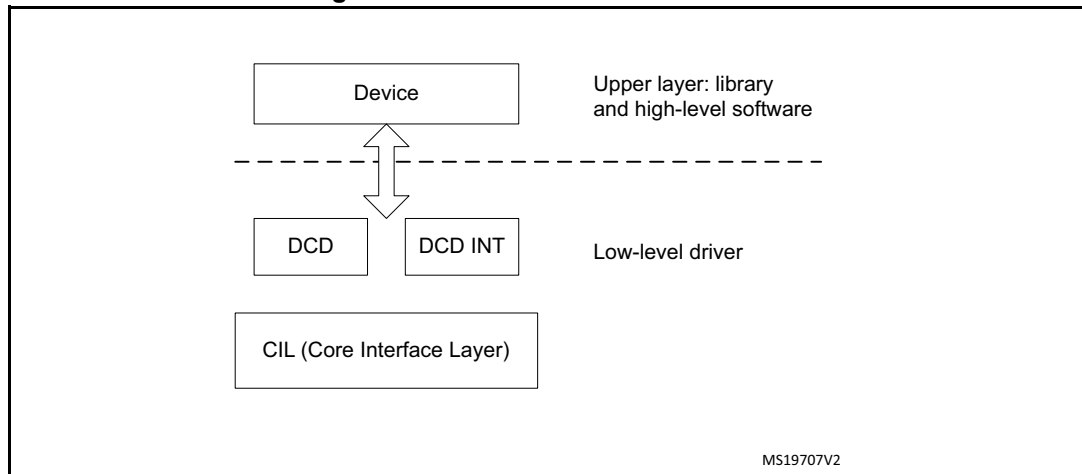 Device
Upper layer: library
and high-level software
DCD
DCD INT
Low-level driver
CIL (Core Interface Layer)
MS19707V2